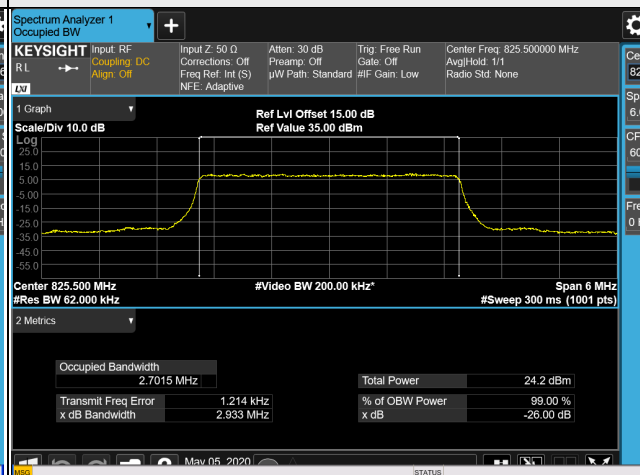 Spectrum Analyzer 1
Occupied BW
KEYSIGHT
R L
LXI
Input: RF
Coupling: DC
Align: Off
Input Z: 50 Ω
Corrections: Off
Freq Ref: Int (S)
NFE: Adaptive
Atten: 30 dB
Preamp: Off
µW Path: Standard
Trig: Free Run
Gate: Off
#IF Gain: Low
Center Freq: 825.500000 MHz
Avg|Hold: 1/1
Radio Std: None
1 Graph
Scale/Div 10.0 dB
Ref Lvl Offset 15.00 dB
Ref Value 35.00 dBm
Log
25.0
15.0
5.00
-5.00
-15.0
-25.0
-35.0
-45.0
-55.0
Center 825.500 MHz
#Res BW 62.000 kHz
#Video BW 200.00 kHz*
Span 6 MHz
#Sweep 300 ms (1001 pts)
2 Metrics
Occupied Bandwidth
2.7015 MHz
Total Power 24.2 dBm
Transmit Freq Error 1.214 kHz
% of OBW Power 99.00 %
x dB Bandwidth 2.933 MHz
x dB -26.00 dB
May 05, 2020
MSG
STATUS